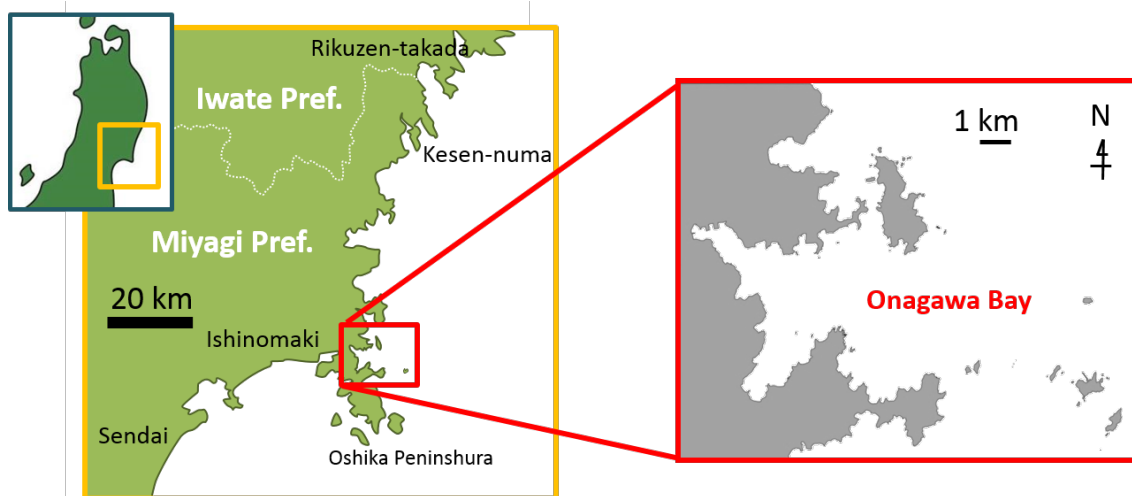 Rikuzen-takada
Iwate Pref.
Kesen-numa
Miyagi Pref.
20 km
Ishinomaki
Sendai
Oshika Peninshura
1 km
N
Onagawa Bay